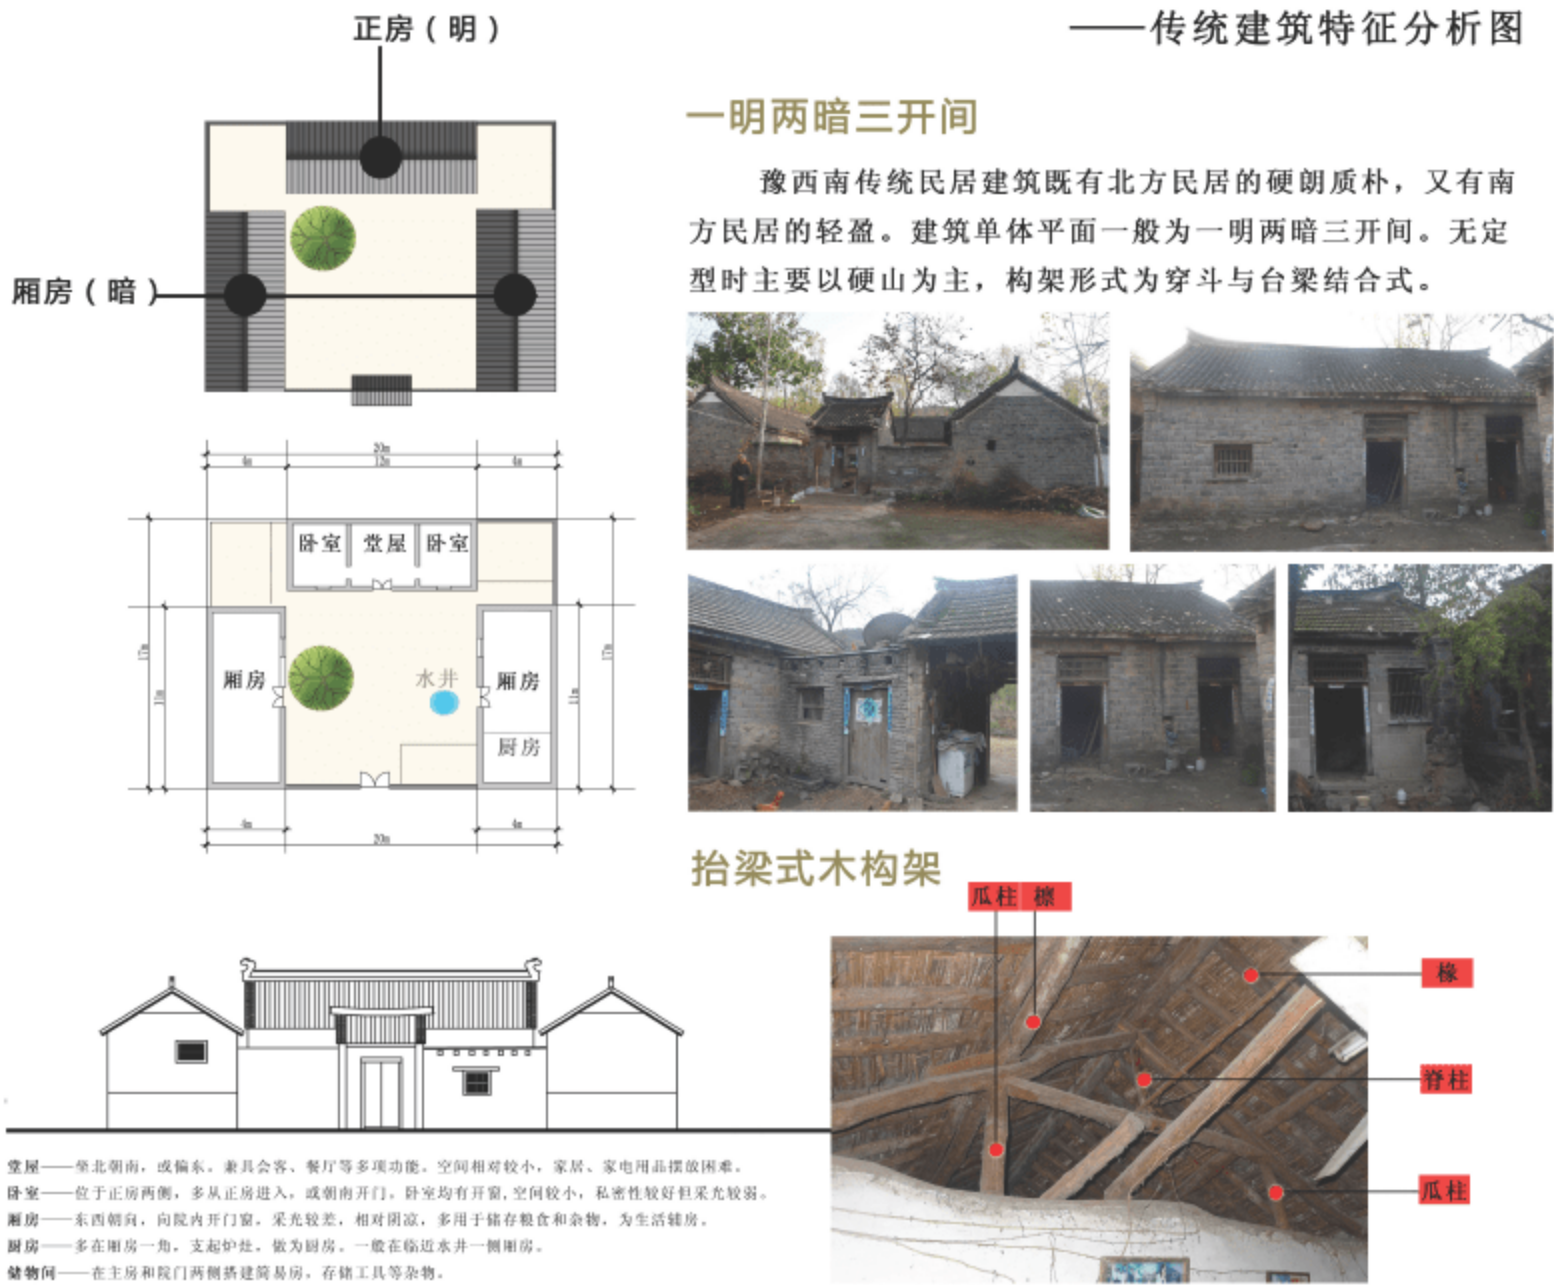 ——传统建筑特征分析图
正房（明）
厢房（暗）
一明两暗三开间
豫西南传统民居建筑既有北方民居的硬朗质朴，又有南
方民居的轻盈。建筑单体平面一般为一明两暗三开间。无定
型时主要以硬山为主，构架形式为穿斗与台梁结合式。
20m
4m 12m 4m
卧室 堂屋 卧室
17m 11m 11m 17m
厢房 水井 厢房
厨房
4m 4m
20m
抬梁式木构架
瓜柱 檩
椽
脊柱
瓜柱
堂屋——坐北朝南，或偏东。兼具会客、餐厅等多项功能。空间相对较小，家居、家电用品摆放困难。
卧室——位于正房两侧，多从正房进入，或朝南开门。卧室均有开窗,空间较小，私密性较好但采光较弱。
厢房——东西朝向，向院内开门窗。采光较差，相对阴凉，多用于储存粮食和杂物，为生活辅房。
厨房——多在厢房一角，支起炉灶，做为厨房。一般在临近水井一侧厢房。
储物间——在主房和院门两侧搭建简易房。存储工具等杂物。